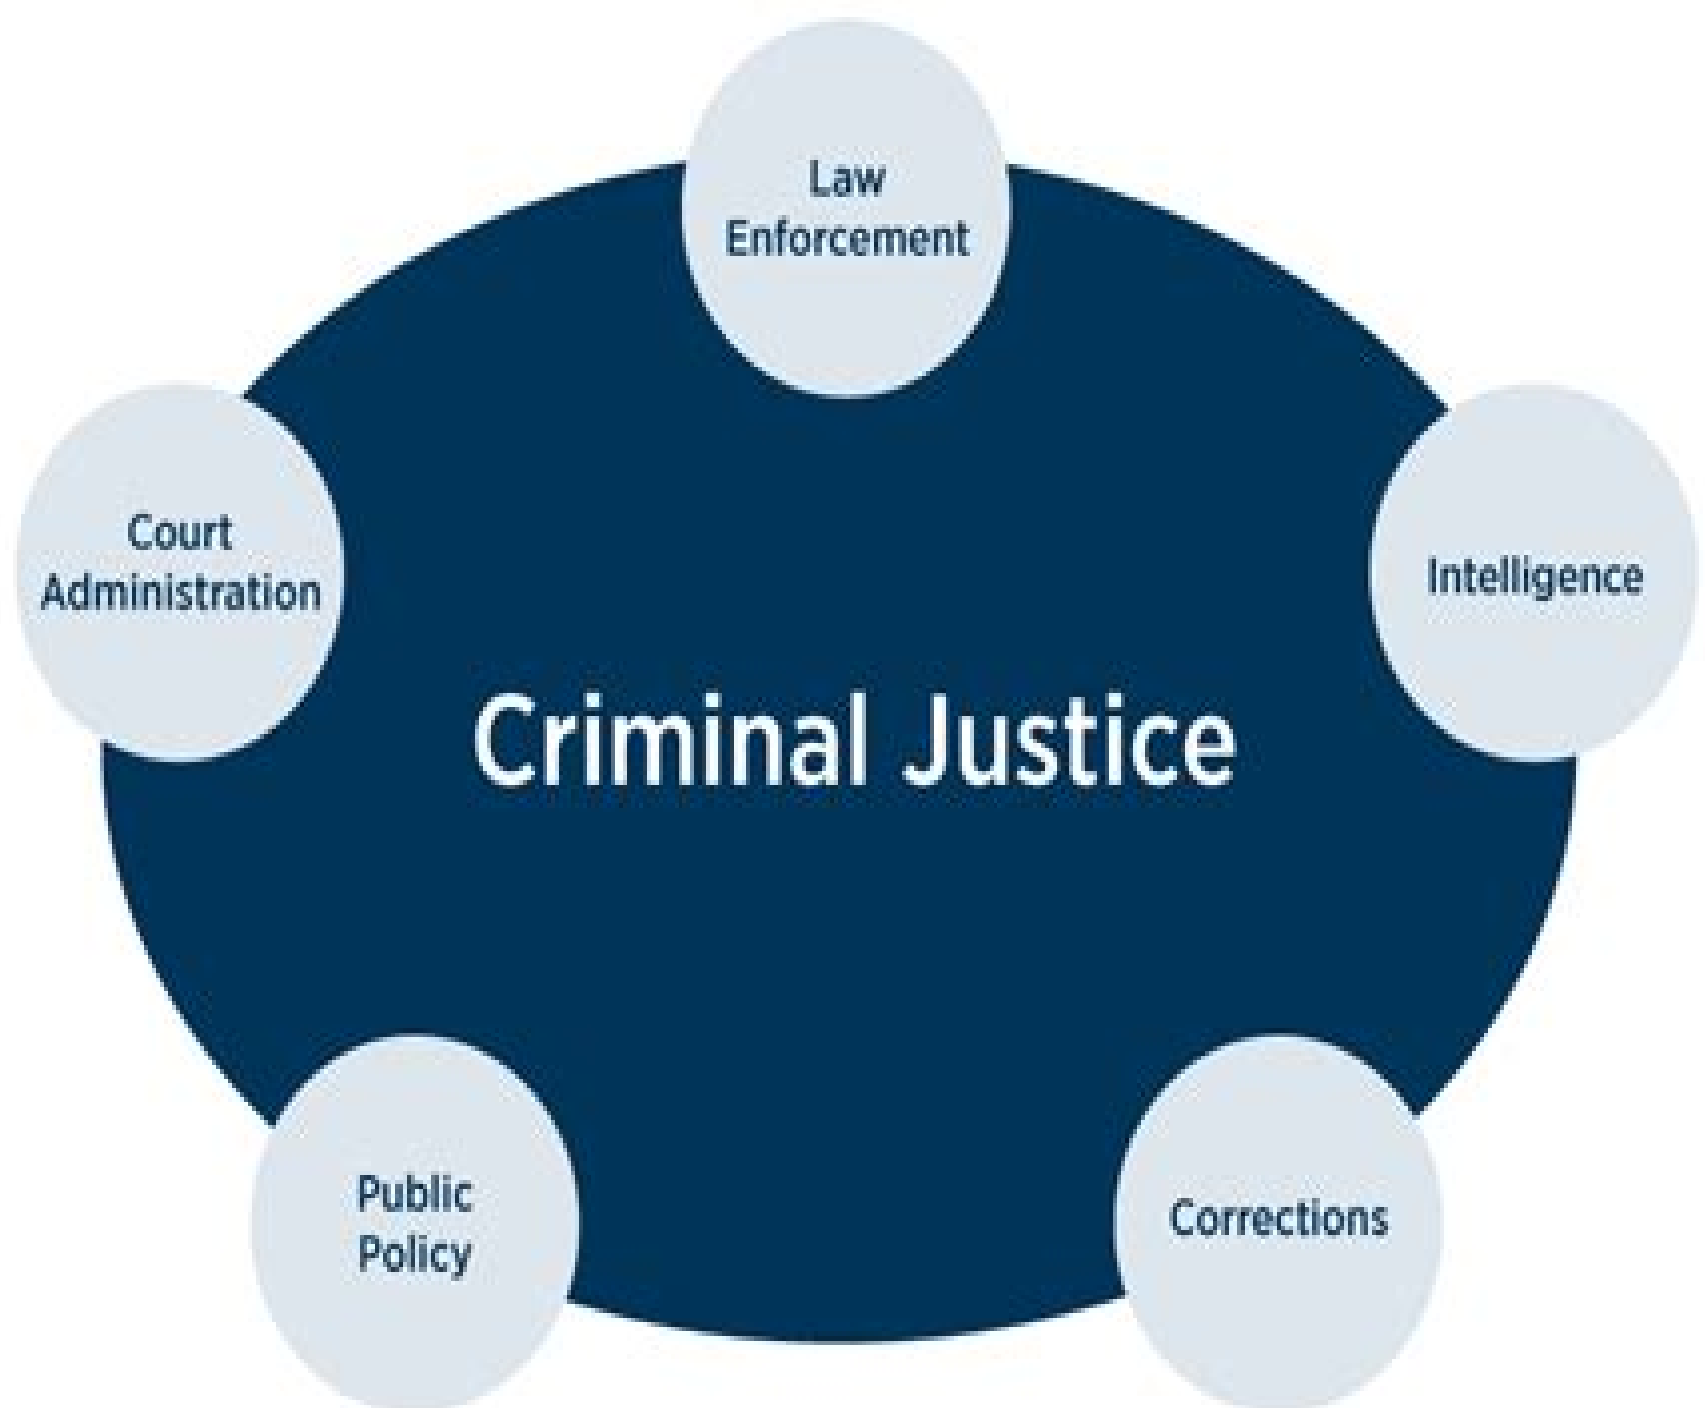 Law
Enforcement
Court
Administration
Intelligence
Criminal Justice
Public
Policy
Corrections